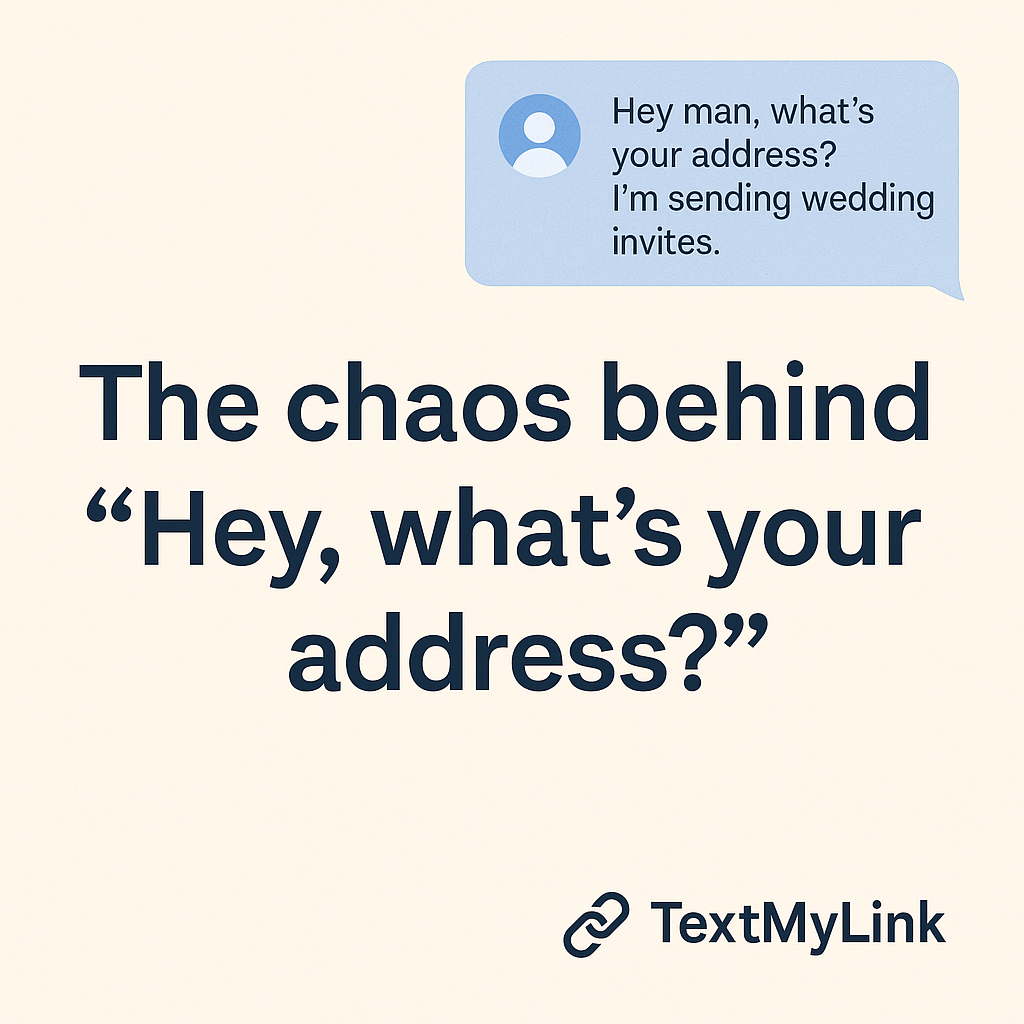 Hey man, what’s
your address?
I’m sending wedding
invites.
The chaos behind
“Hey, what’s your
address?”
TextMyLink